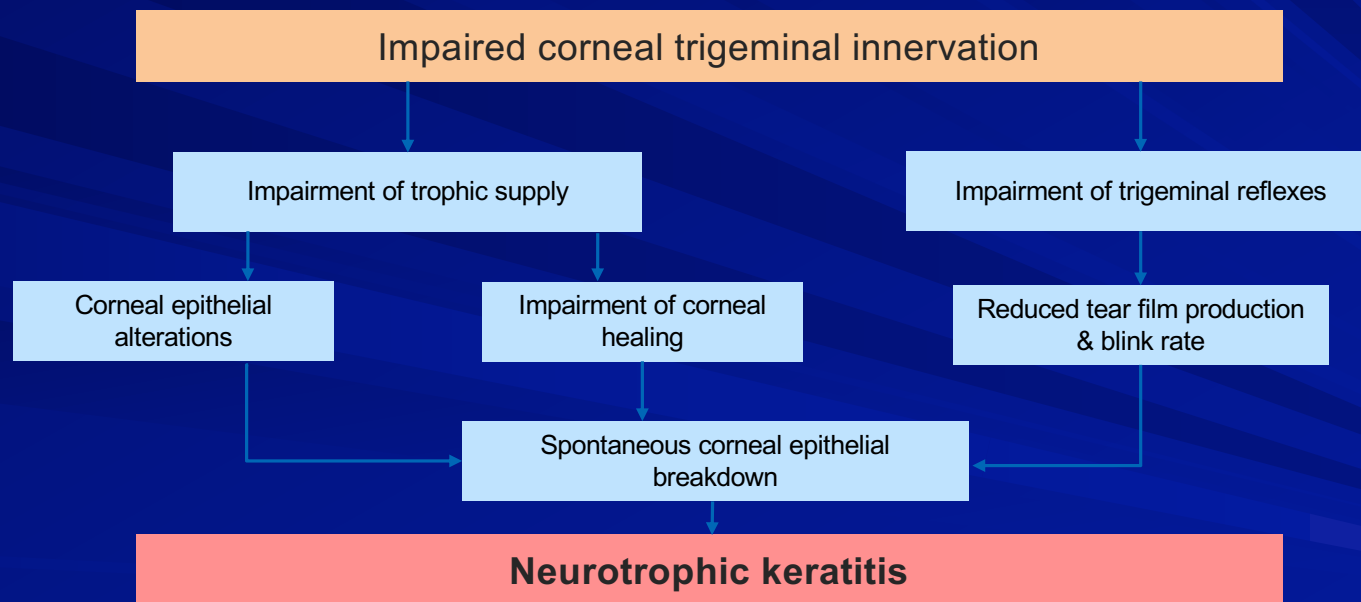 Impaired corneal trigeminal innervation
Impairment of trophic supply
Impairment of trigeminal reflexes
Corneal epithelial
alterations
Impairment of corneal
healing
Reduced tear film production
& blink rate
Spontaneous corneal epithelial
breakdown
Neurotrophic keratitis